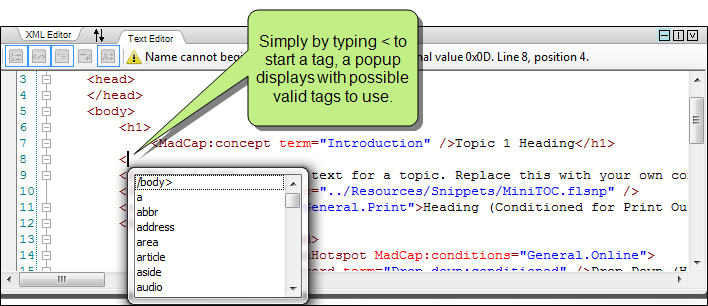 XML Editor
Text Editor
Name cannot begi
nal value 0x0D. Line 8, position 4.
Simply by typing < to
start a tag, a popup
displays with possible
valid tags to use.
3 <head>
4 </head>
5 <body>
6 <h1>
7 <MadCap:concept term="Introduction" />Topic 1 Heading</h1>
8 <
9 text for a topic. Replace this with your own con
10 ="../Resources/Snippets/MiniTOC.flsnp" />
11 General.Print">Heading (Conditioned for Print Ou
12
13 >
14 Hotspot MadCap:conditions="General.Online">
15
/body>
a
abbr
address
area
article
aside
audio